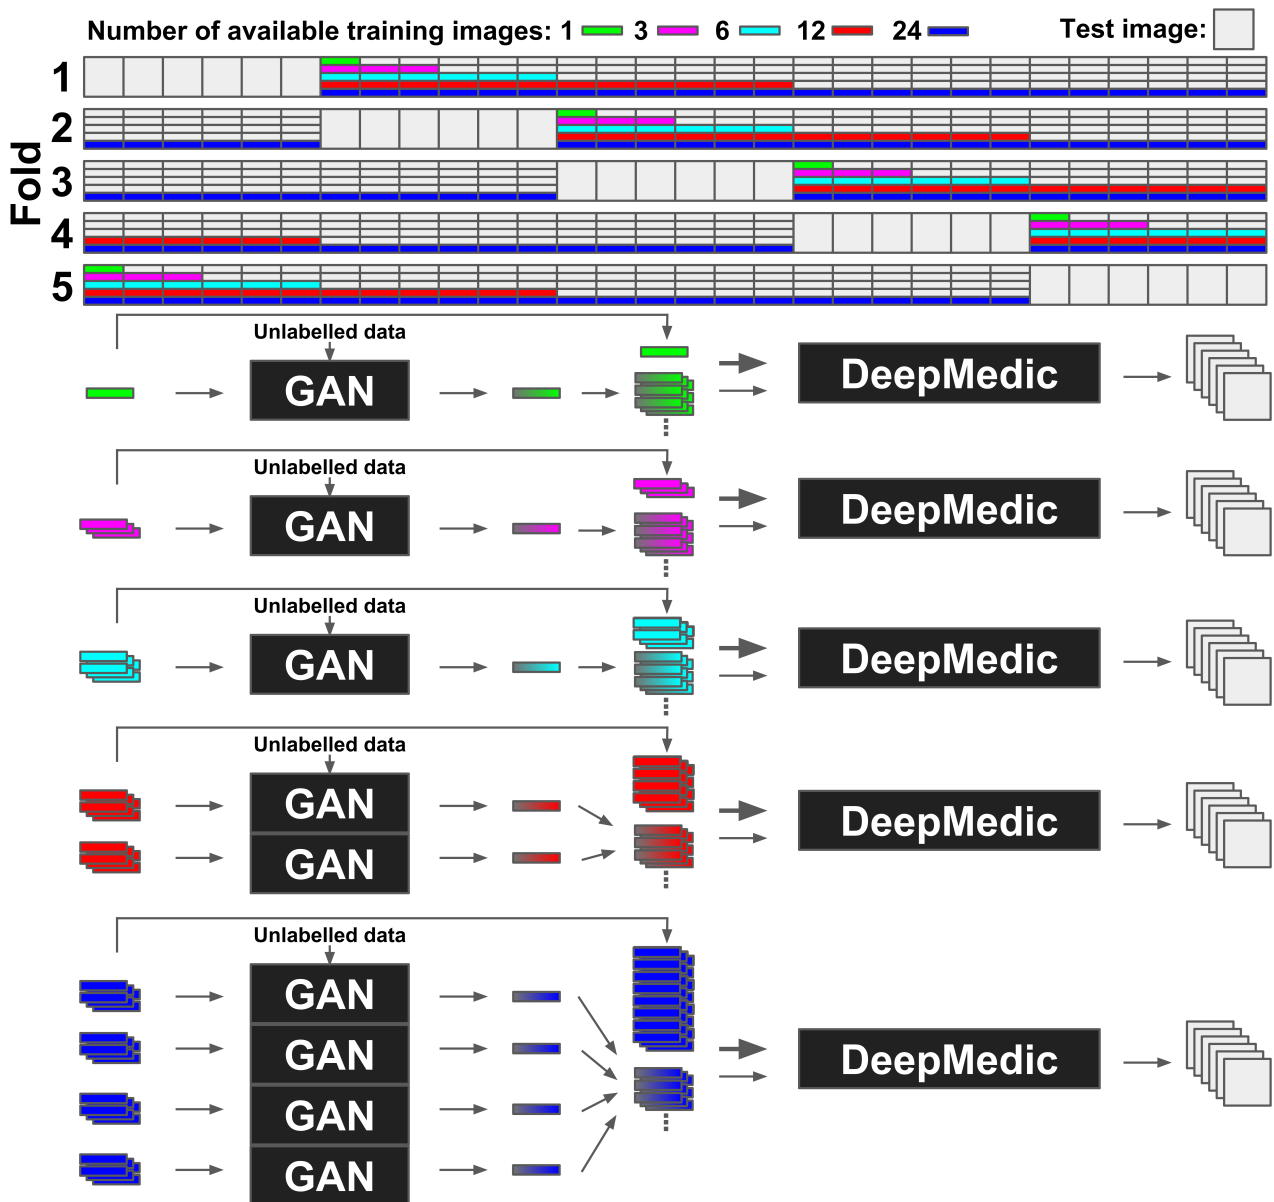 Number of available training images: 1 3 6 12 24 Test image:
Fold
1
2
3
4
5
Unlabelled data
GAN
DeepMedic
Unlabelled data
GAN
DeepMedic
Unlabelled data
GAN
DeepMedic
Unlabelled data
GAN
GAN
DeepMedic
Unlabelled data
GAN
GAN
GAN
GAN
DeepMedic